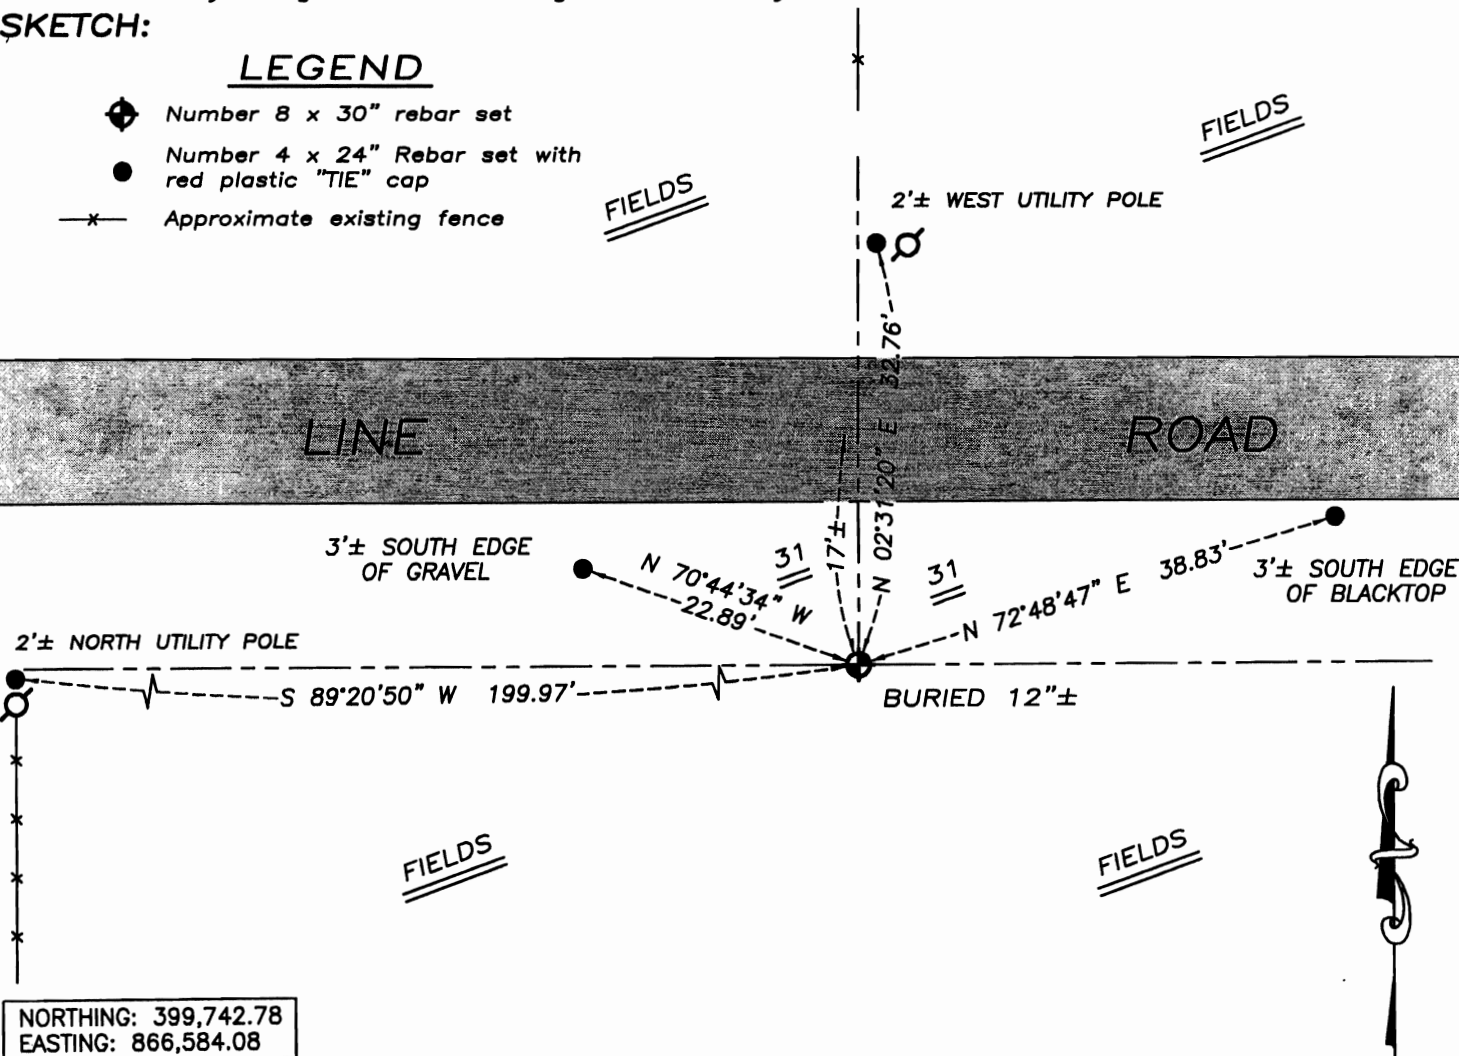 SKETCH:
LEGEND
Number 8 x 30" rebar set
Number 4 x 24" Rebar set with
red plastic "TIE" cap
Approximate existing fence
FIELDS
FIELDS
2'± WEST UTILITY POLE
N 02°31'20" E 32.76'
LINE ROAD
17'±
3'± SOUTH EDGE
OF GRAVEL
N 70°44'34" W
22.89'
31
31
N 72°48'47" E 38.83'
3'± SOUTH EDGE
OF BLACKTOP
2'± NORTH UTILITY POLE
S 89°20'50" W 199.97'
BURIED 12"±
FIELDS
FIELDS
NORTHING: 399,742.78
EASTING: 866,584.08